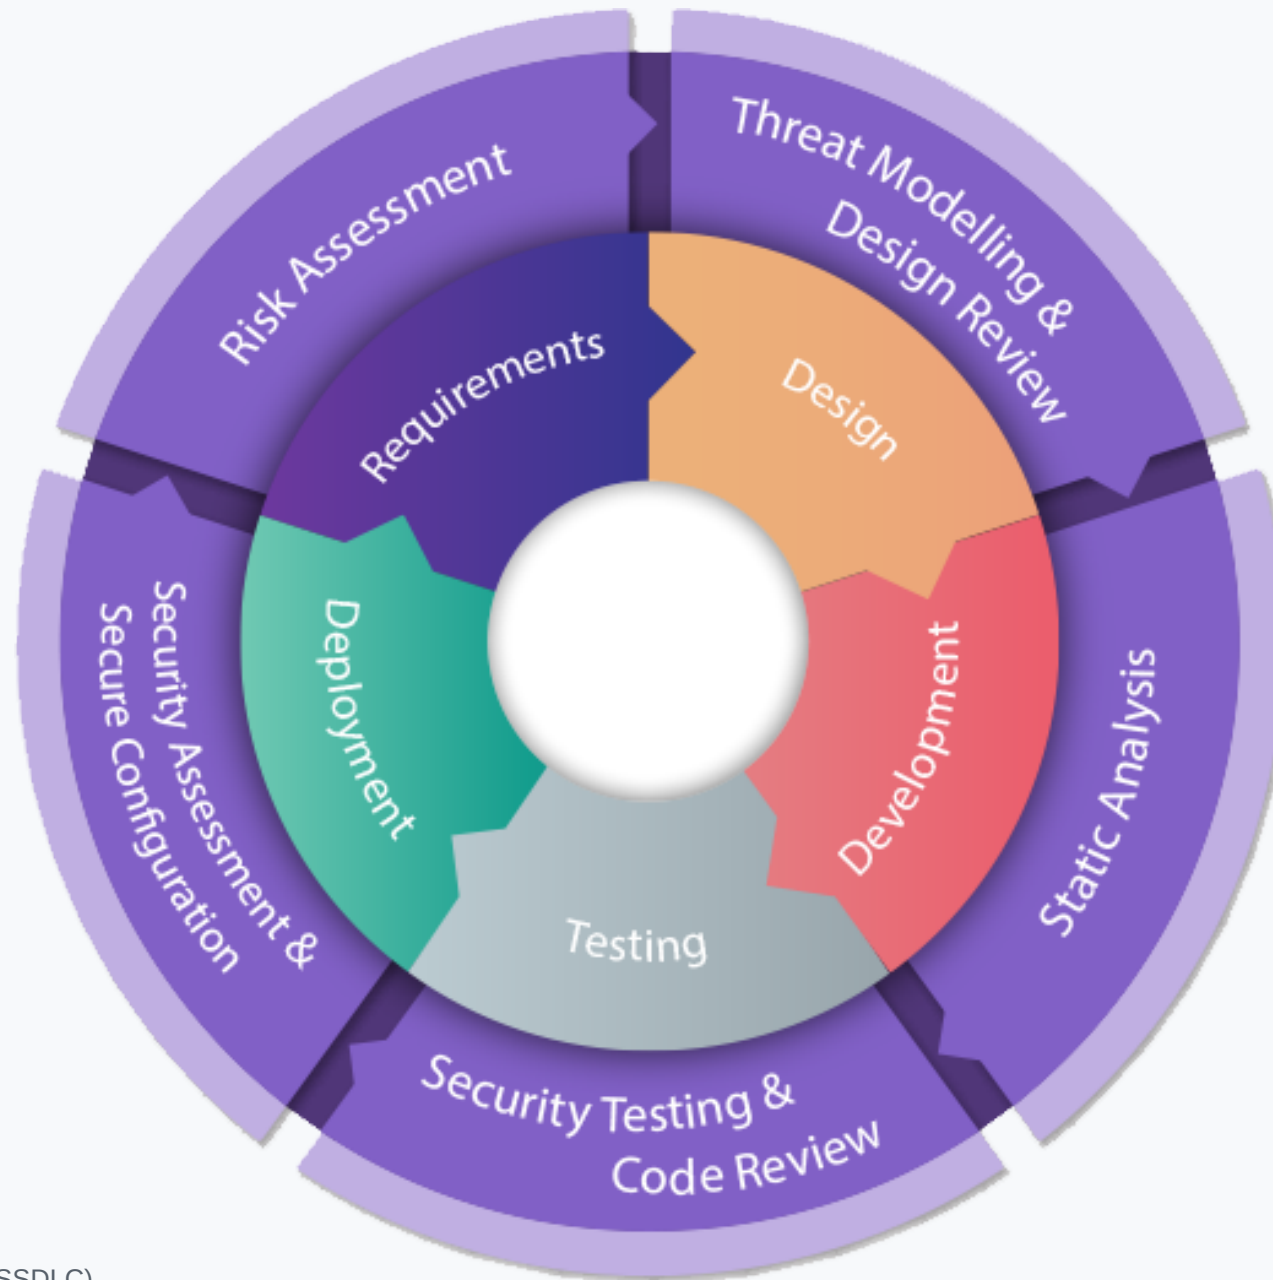 Risk Assessment
Threat Modelling &
Design Review
Requirements
Design
Deployment
Development
Security Assessment &
Secure Configuration
Static Analysis
Testing
Security Testing &
Code Review
SSDLC)